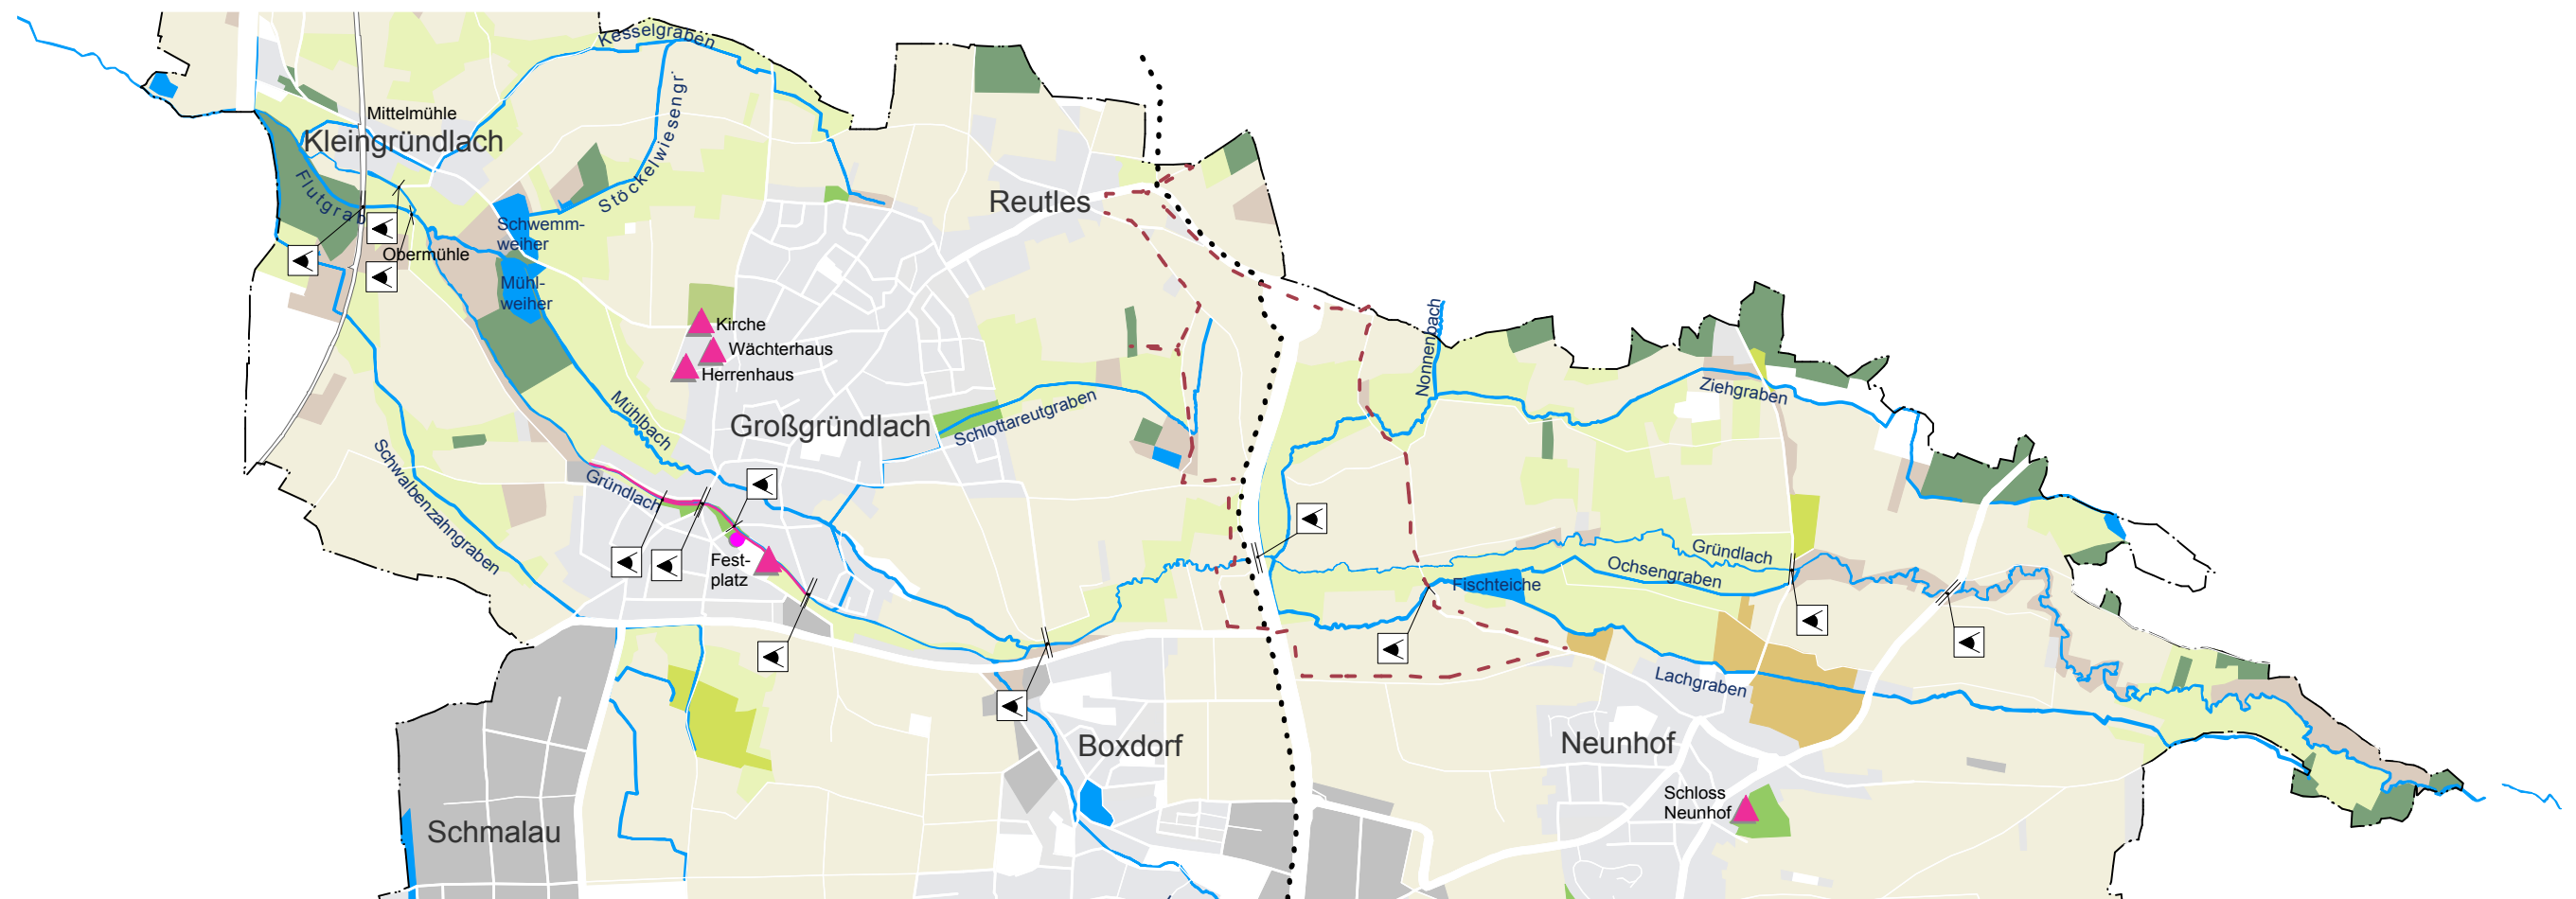 Kesselgraben
Stöckelwiesengr.
Mittelmühle
Kleingründlach
Flutgrab
Schwemm-
weiher
Obermühle
Mühl-
weiher
Reutles
Kirche
Wächterhaus
Herrenhaus
Mühlbach
Großgründlach
Schlottareutgraben
Nonnenbach
Ziehgraben
Schwalbenzahngraben
Gründlach
Fest-
platz
Gründlach
Ochsengraben
Fischteiche
Lachgraben
Boxdorf
Neunhof
Schloss
Neunhof
Schmalau